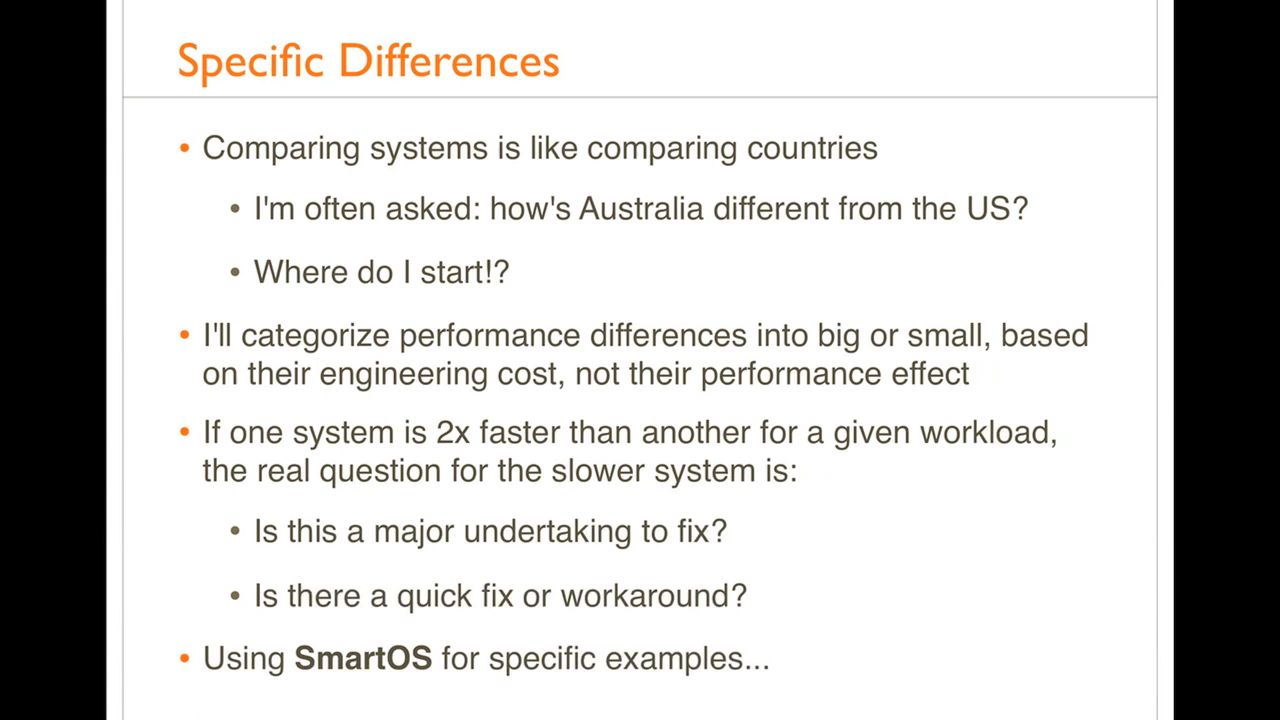 Specific Differences
• Comparing systems is like comparing countries
• I'm often asked: how's Australia different from the US?
• Where do I start!?
• I'll categorize performance differences into big or small, based
on their engineering cost, not their performance effect
• If one system is 2x faster than another for a given workload,
the real question for the slower system is:
• Is this a major undertaking to fix?
• Is there a quick fix or workaround?
• Using SmartOS for specific examples...